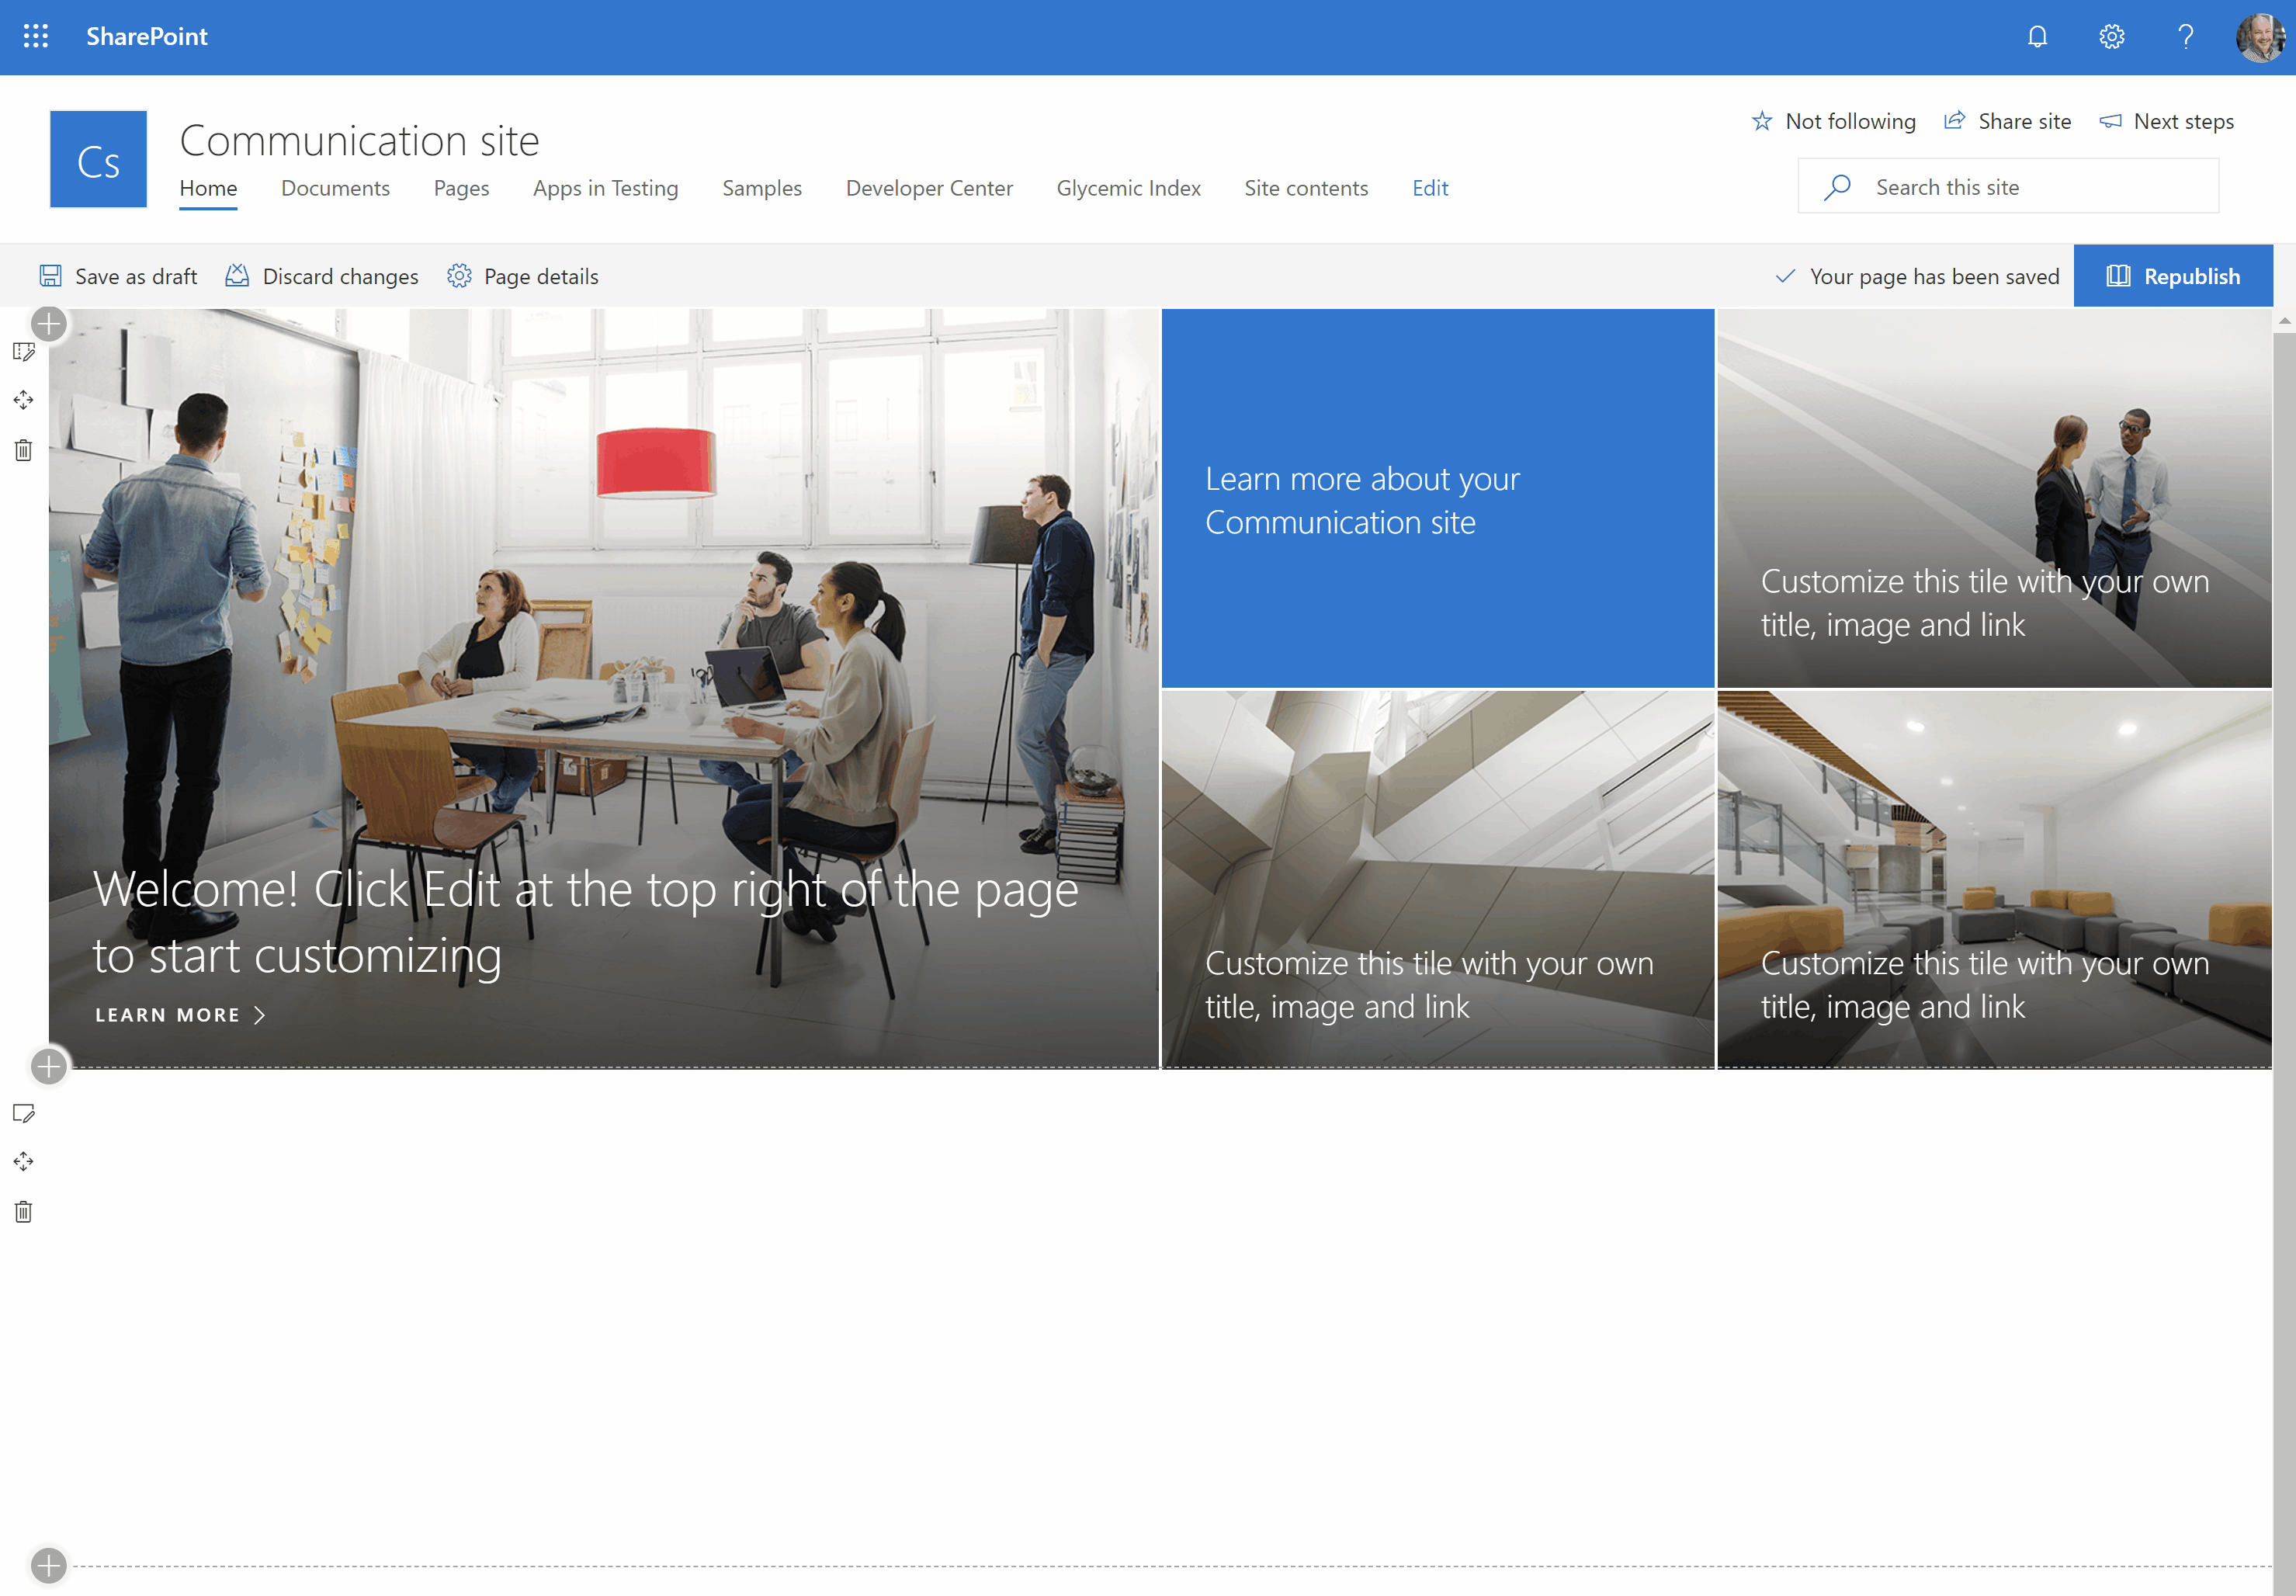 SharePoint
Cs
Communication site
Not following Share site Next steps
Home Documents Pages Apps in Testing Samples Developer Center Glycemic Index Site contents Edit
Search this site
Save as draft Discard changes Page details Your page has been saved Republish
Welcome! Click Edit at the top right of the page
to start customizing
LEARN MORE
Learn more about your
Communication site
Customize this tile with your own
title, image and link
Customize this tile with your own
title, image and link
Customize this tile with your own
title, image and link